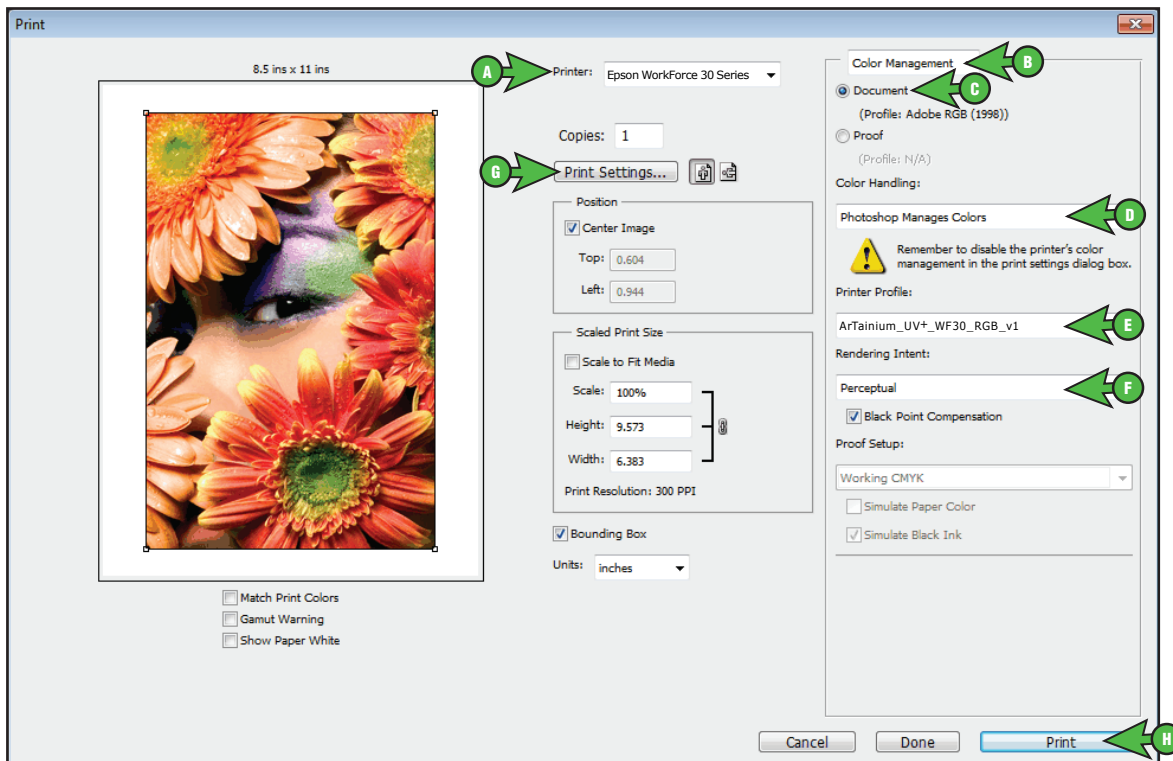 Print
8.5 ins x 11 ins
Match Print Colors
Gamut Warning
Show Paper White
A
Printer: Epson WorkForce 30 Series
Copies: 1
G
Print Settings...
Position
Center Image
Top: 0.604
Left: 0.944
Scaled Print Size
Scale to Fit Media
Scale: 100%
Height: 9.573
Width: 6.383
Print Resolution: 300 PPI
Bounding Box
Units: inches
Color Management
B
Document
C
(Profile: Adobe RGB (1998))
Proof
(Profile: N/A)
Color Handling:
Photoshop Manages Colors
D
Remember to disable the printer's color
management in the print settings dialog box.
Printer Profile:
ArTainium_UV+_WF30_RGB_v1
E
Rendering Intent:
Perceptual
F
Black Point Compensation
Proof Setup:
Working CMYK
Simulate Paper Color
Simulate Black Ink
Cancel
Done
Print
H